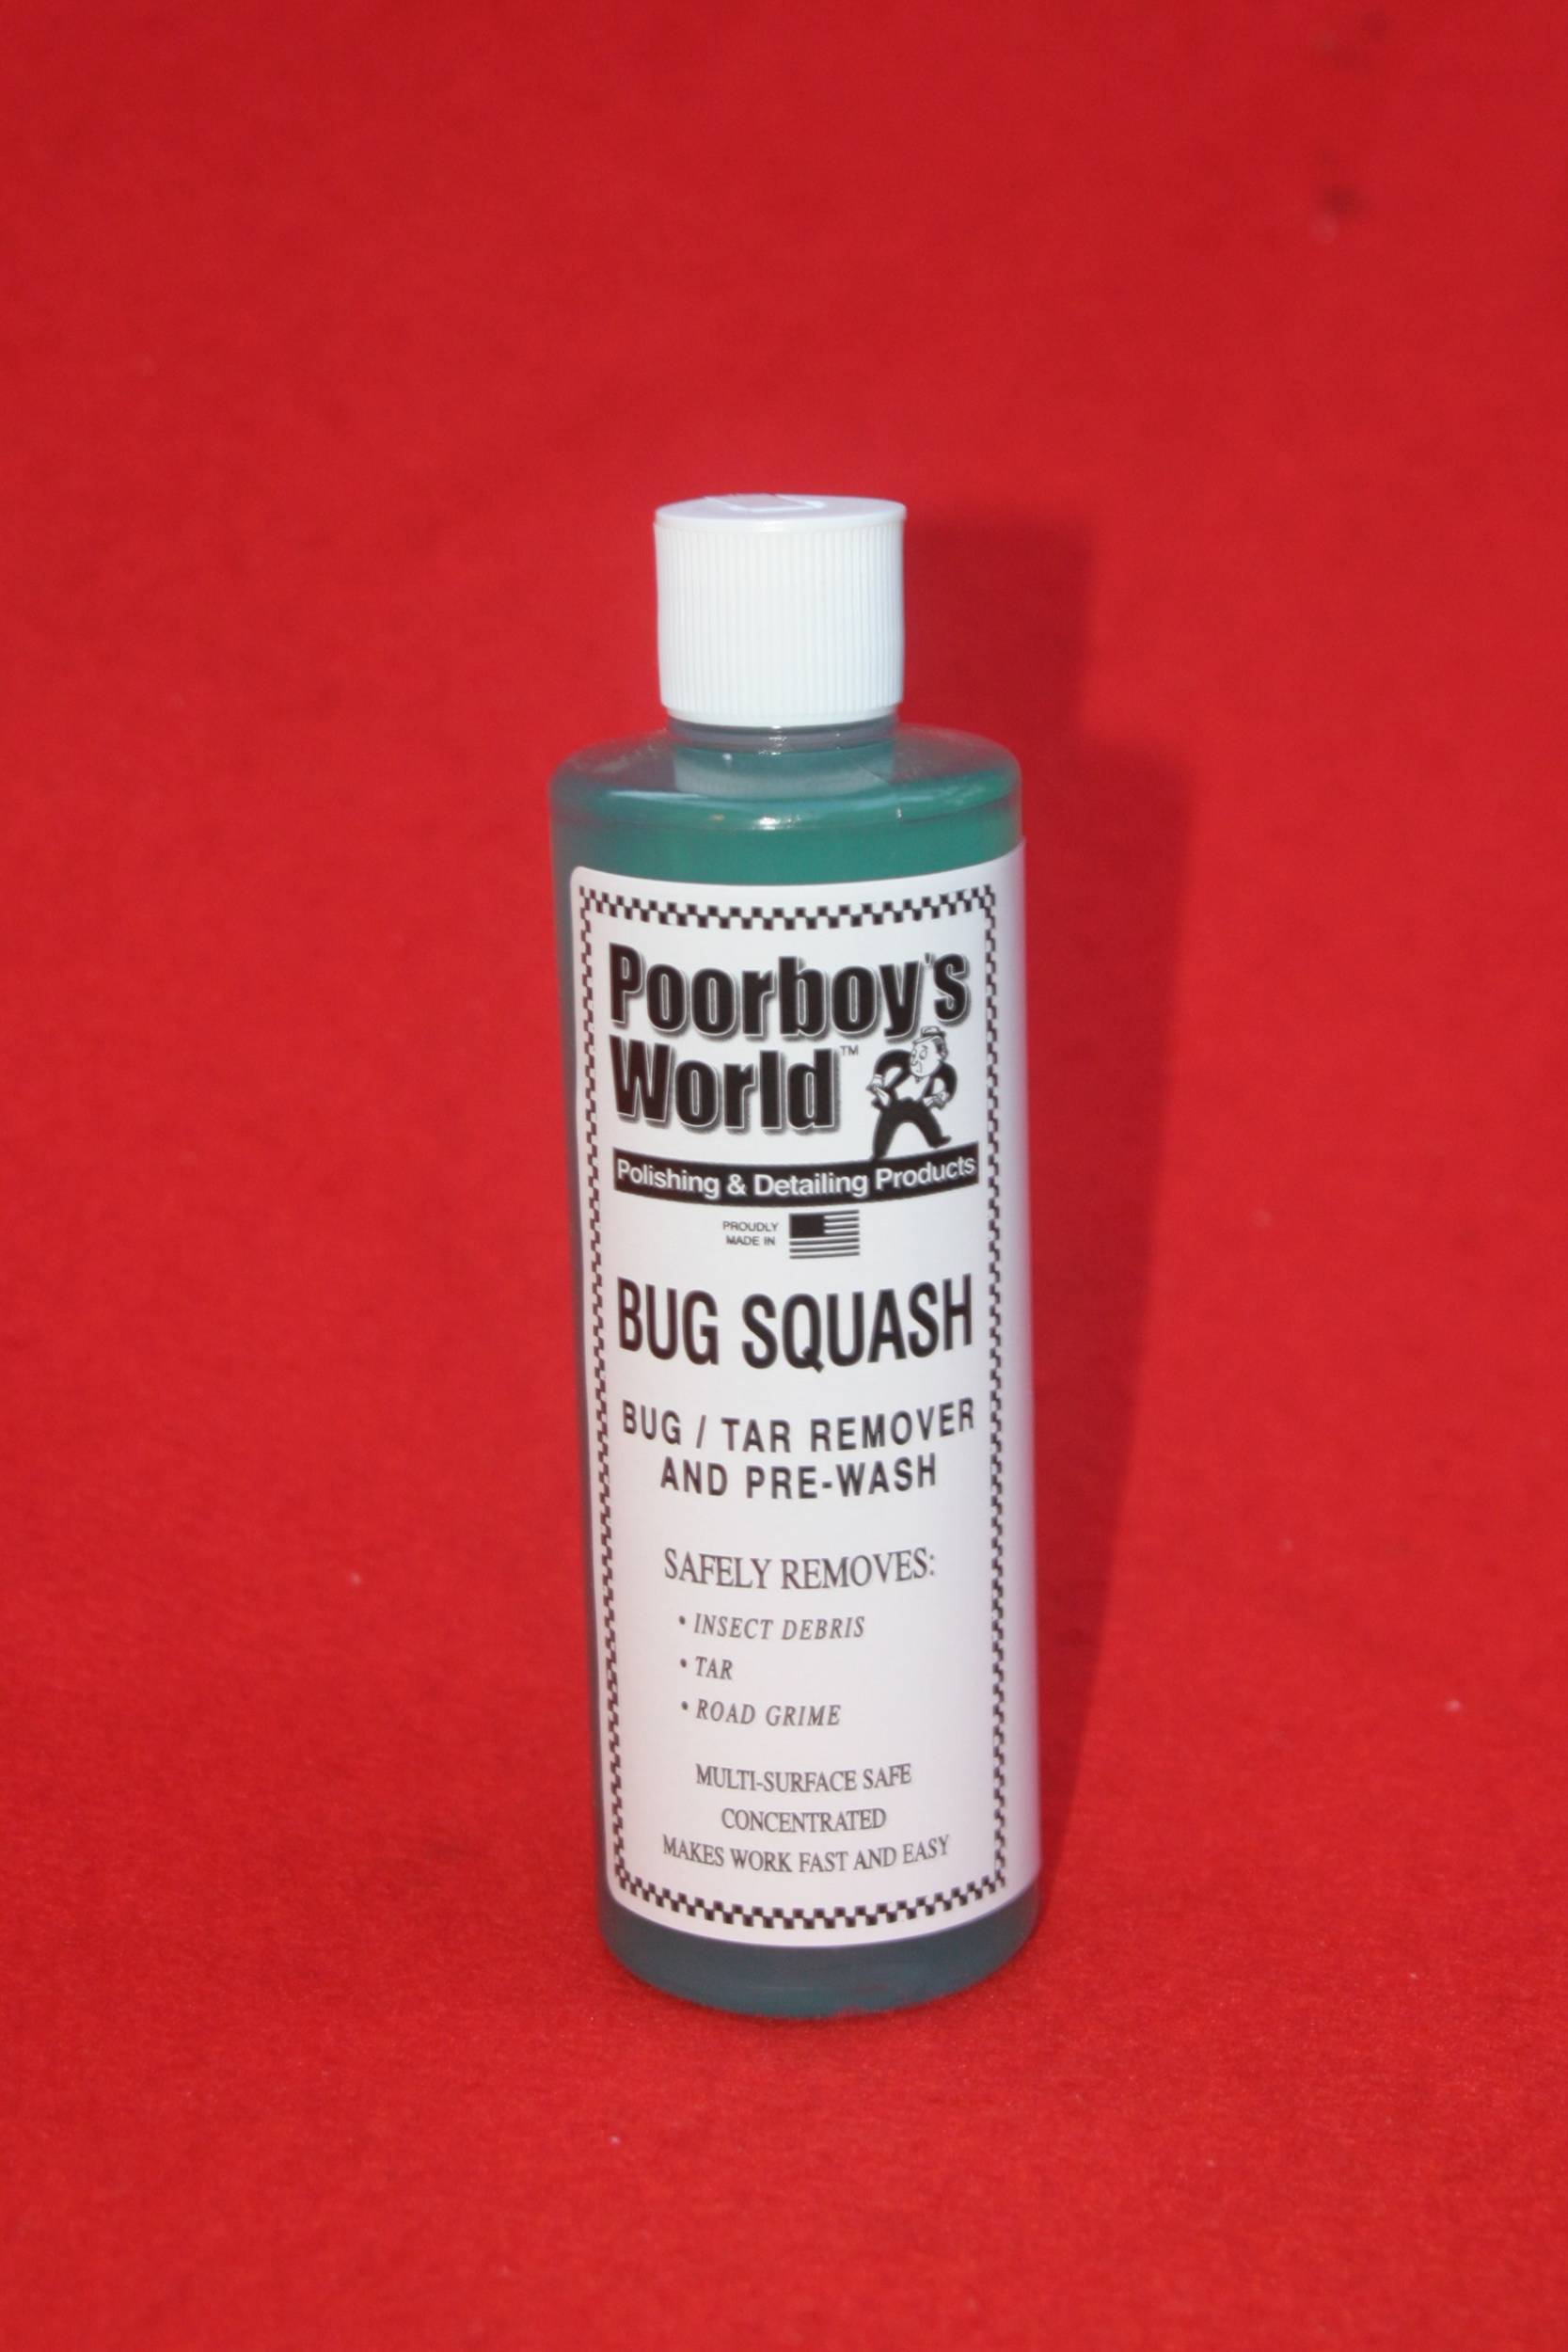 Poorboy's
World™
Polishing & Detailing Products
PROUDLY
MADE IN
BUG SQUASH
BUG / TAR REMOVER
AND PRE-WASH
SAFELY REMOVES:
• INSECT DEBRIS
• TAR
• ROAD GRIME
MULTI-SURFACE SAFE
CONCENTRATED
MAKES WORK FAST AND EASY